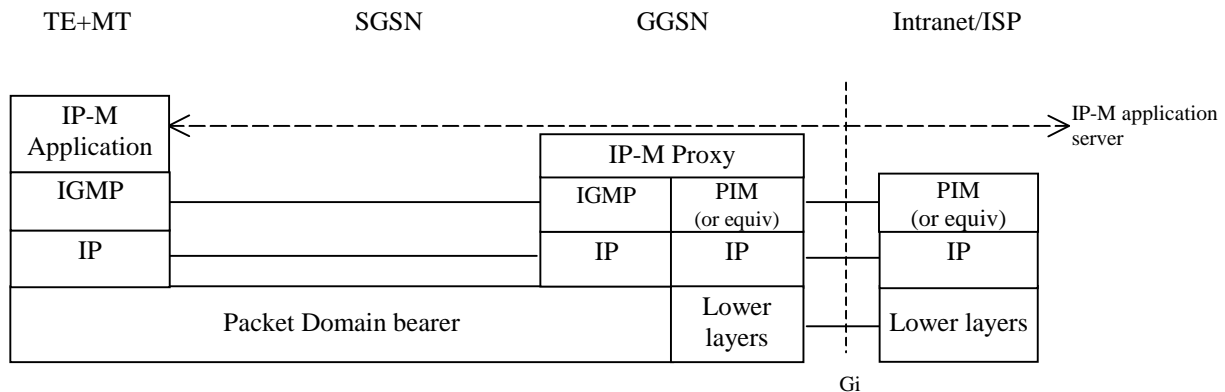 TE+MT SGSN GGSN Intranet/ISP
IP-M
Application
IP-M application
server
IP-M Proxy
IGMP IGMP PIM
(or equiv) PIM
(or equiv)
IP IP IP IP
Packet Domain bearer Lower
layers Lower layers
Gi